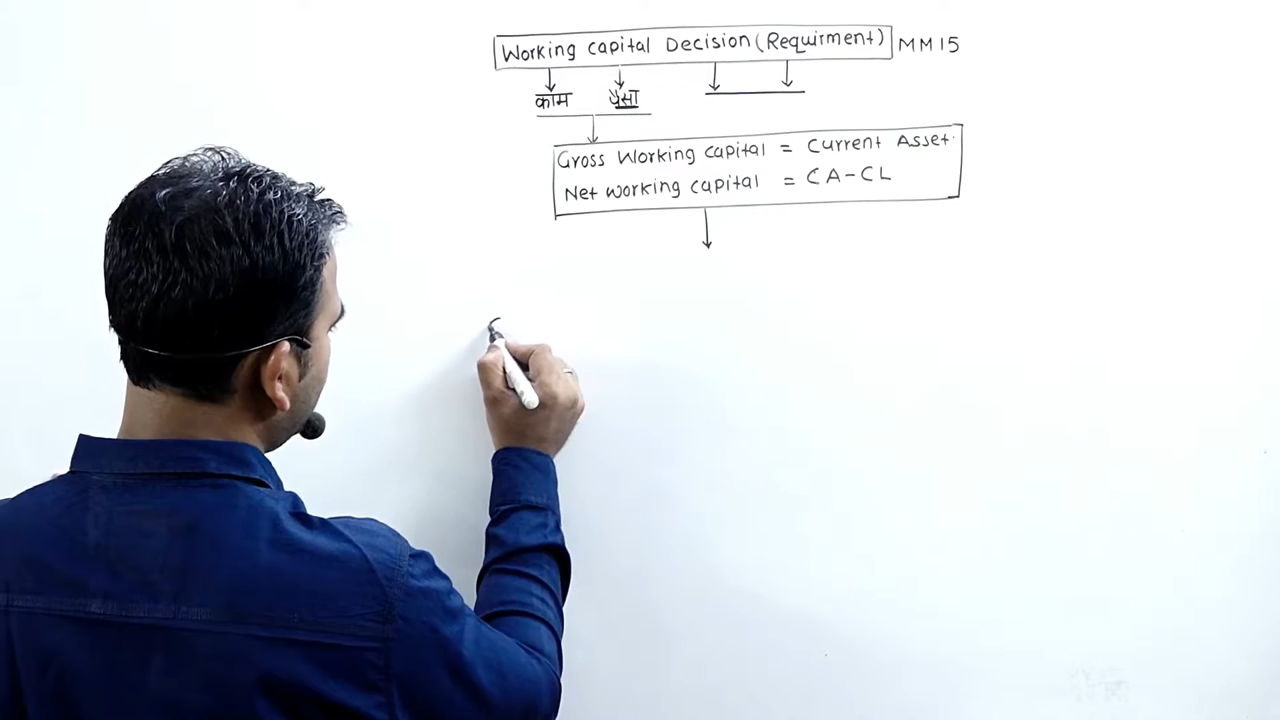 Working capital Decision (Requirment) MM15
काम पैसा
Gross Working capital = Current Asset.
Net working capital = CA-CL